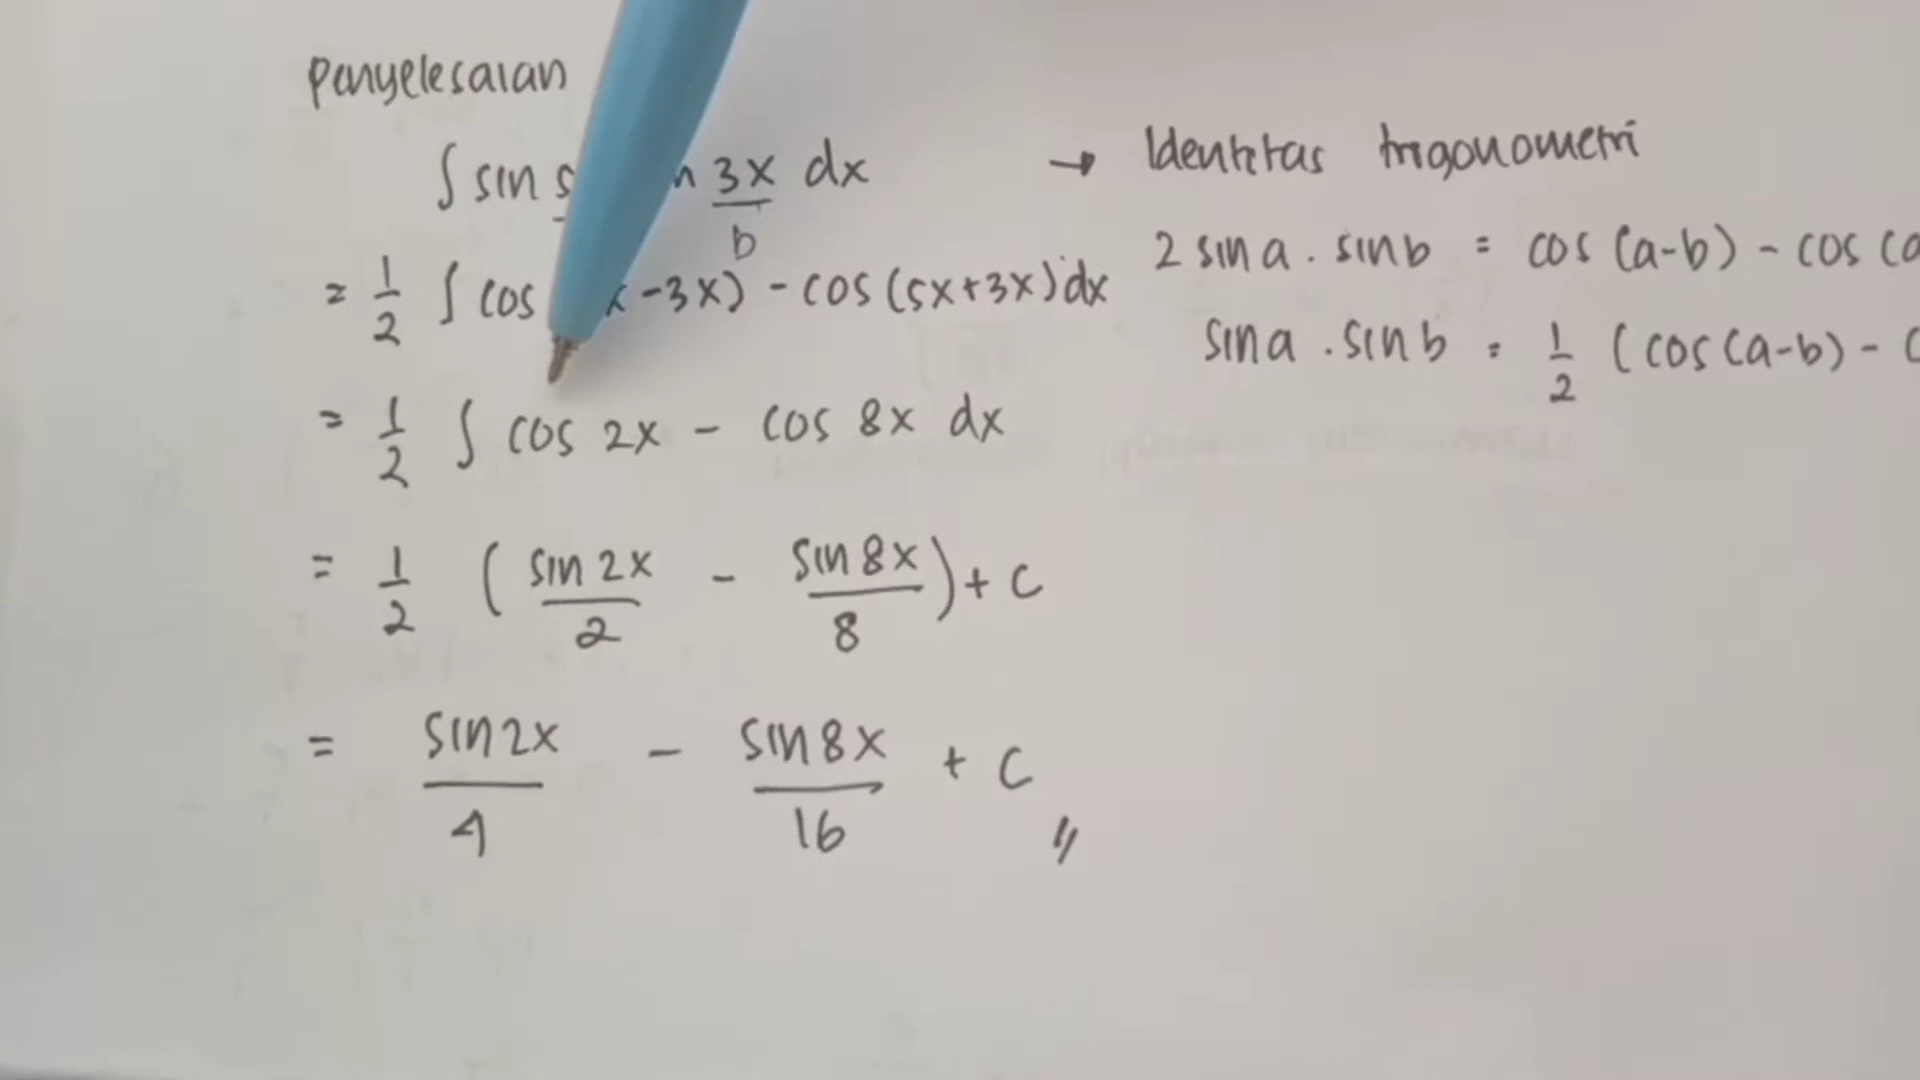 Penyelesaian
∫ sin 3x dx → Identitas trigonometri
b
2 sin a . sin b = cos (a-b) - cos (a
= 1/2 ∫ cos -3x) - cos (5x+3x) dx
sin a . sin b = 1/2 (cos (a-b) - c
= 1/2 ∫ cos 2x - cos 8x dx
= 1/2 ( sin 2x/2 - sin 8x/8 ) + c
= sin 2x/4 - sin 8x/16 + c //